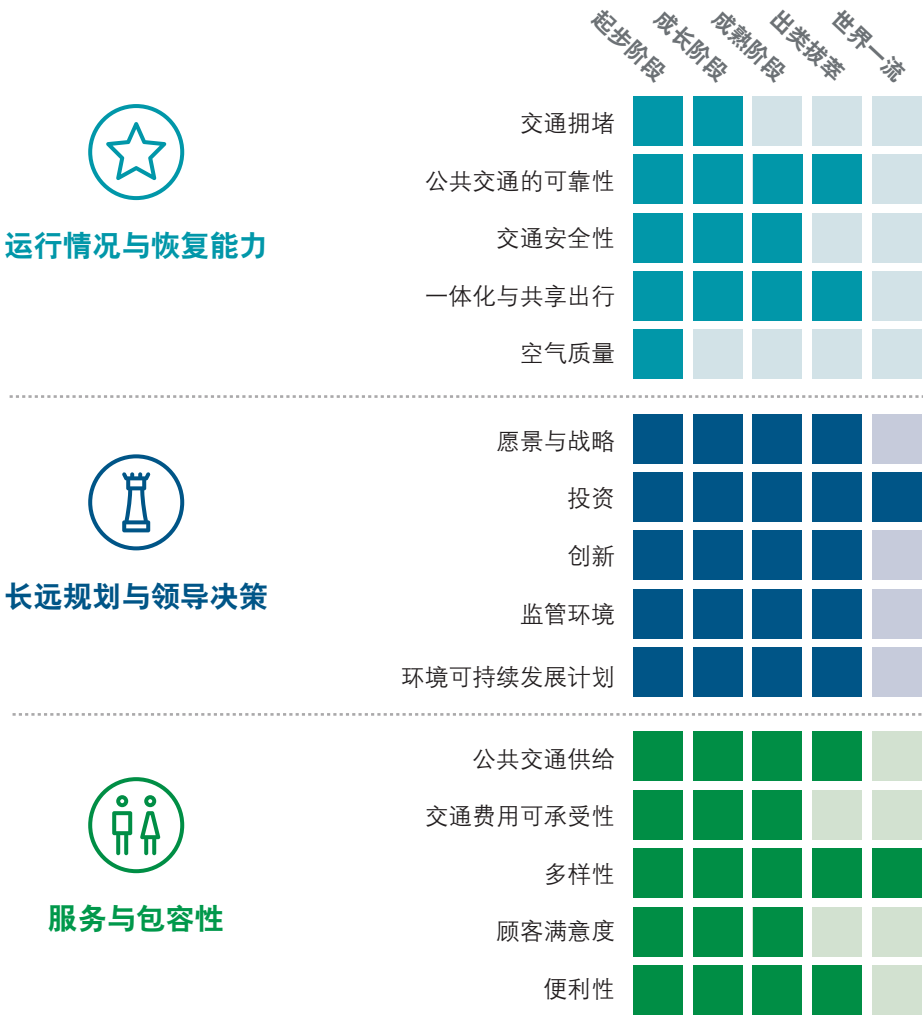 起步阶段
成长阶段
成熟阶段
出类拔萃
世界一流
运行情况与恢复能力
交通拥堵
公共交通的可靠性
交通安全性
一体化与共享出行
空气质量
长远规划与领导决策
愿景与战略
投资
创新
监管环境
环境可持续发展计划
服务与包容性
公共交通供给
交通费用可承受性
多样性
顾客满意度
便利性